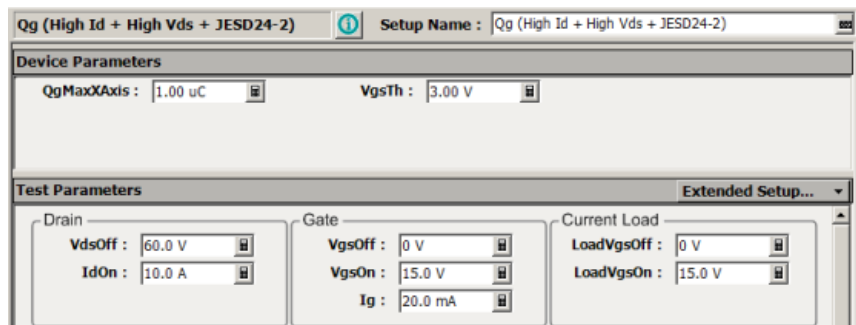 Qg (High Id + High Vds + JESD24-2) Setup Name : Qg (High Id + High Vds + JESD24-2)
Device Parameters
QgMaxXAxis : 1.00 uC VgsTh : 3.00 V
Test Parameters Extended Setup...
Drain Gate Current Load
VdsOff : 60.0 V VgsOff : 0 V LoadVgsOff : 0 V
IdOn : 10.0 A VgsOn : 15.0 V LoadVgsOn : 15.0 V
Ig : 20.0 mA